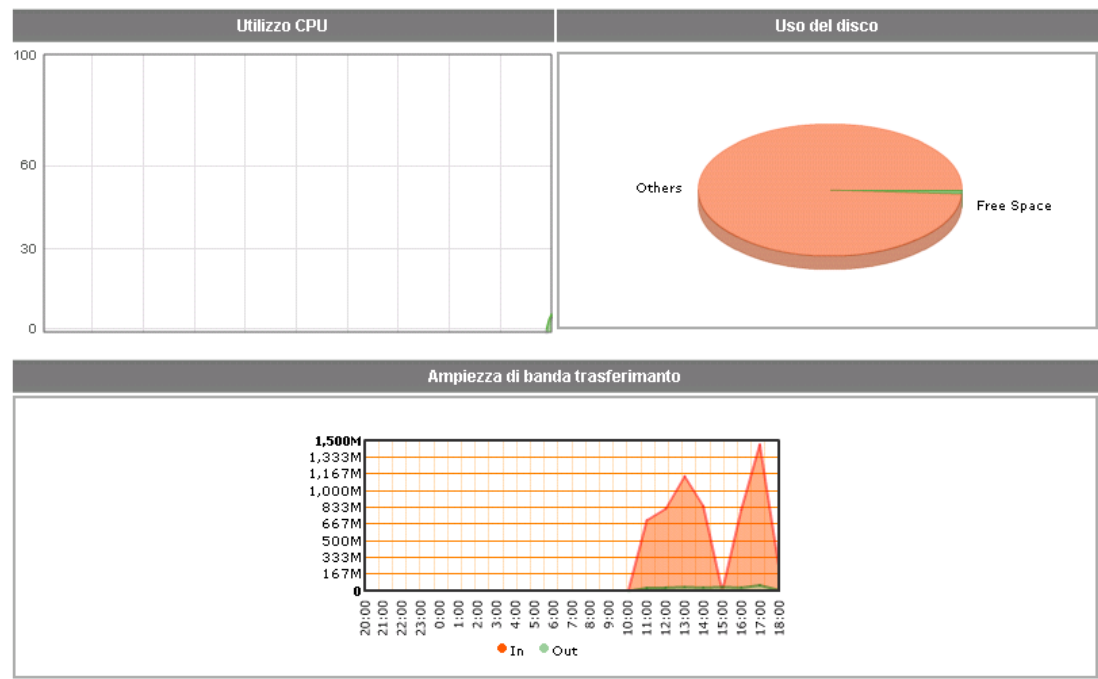 Utilizzo CPU
Uso del disco
100
60
30
0
Others
Free Space
Ampiezza di banda trasferimanto
1,500M
1,333M
1,167M
1,000M
833M
667M
500M
333M
167M
0
20:00
21:00
22:00
23:00
0:00
1:00
2:00
3:00
4:00
5:00
6:00
7:00
8:00
9:00
10:00
11:00
12:00
13:00
14:00
15:00
16:00
17:00
18:00
In
Out